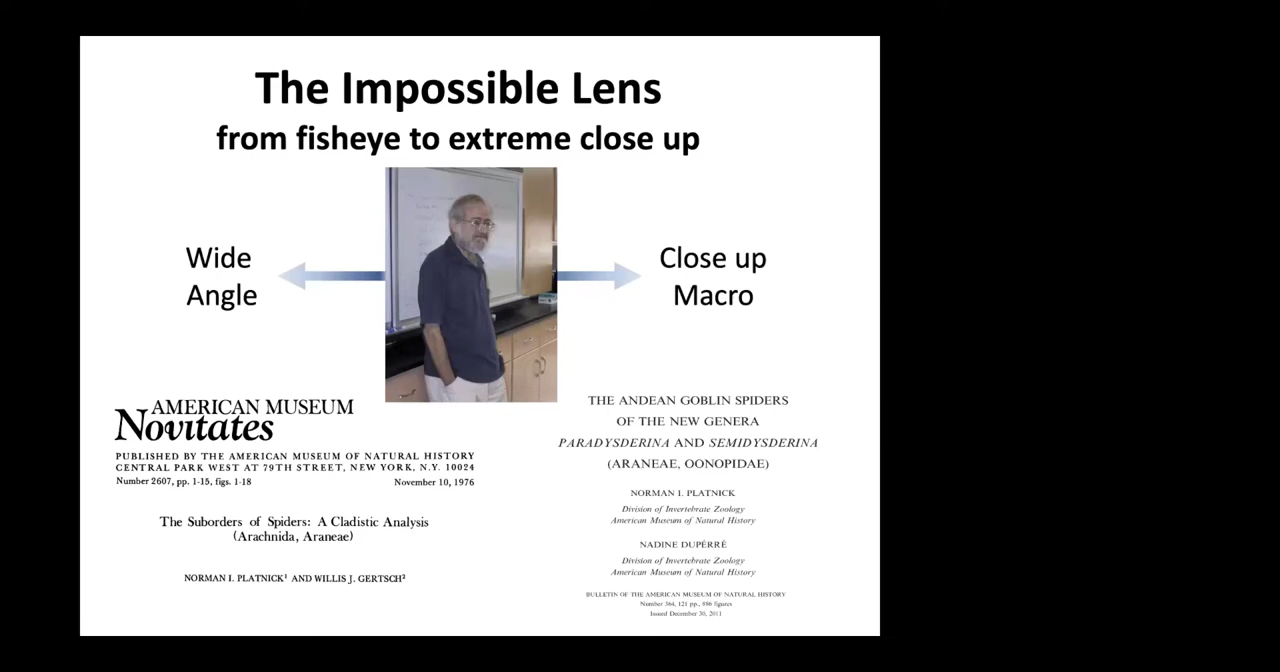 The Impossible Lens
from fisheye to extreme close up
Wide
Angle
Close up
Macro
AMERICAN MUSEUM
Novitates
PUBLISHED BY THE AMERICAN MUSEUM OF NATURAL HISTORY
CENTRAL PARK WEST AT 79TH STREET, NEW YORK, N.Y. 10024
Number 2607, pp. 1-15, figs. 1-18
November 10, 1976
The Suborders of Spiders: A Cladistic Analysis
(Arachnida, Araneae)
NORMAN I. PLATNICK¹ AND WILLIS J. GERTSCH²
THE ANDEAN GOBLIN SPIDERS
OF THE NEW GENERA
PARADYSDERINA AND SEMIDYSDERINA
(ARANEAE, OONOPIDAE)
NORMAN I. PLATNICK
Division of Invertebrate Zoology
American Museum of Natural History
NADINE DUPÉRRÉ
Division of Invertebrate Zoology
American Museum of Natural History
BULLETIN OF THE AMERICAN MUSEUM OF NATURAL HISTORY
Number 364, 121 pp., 886 figures
Issued December 30, 2011